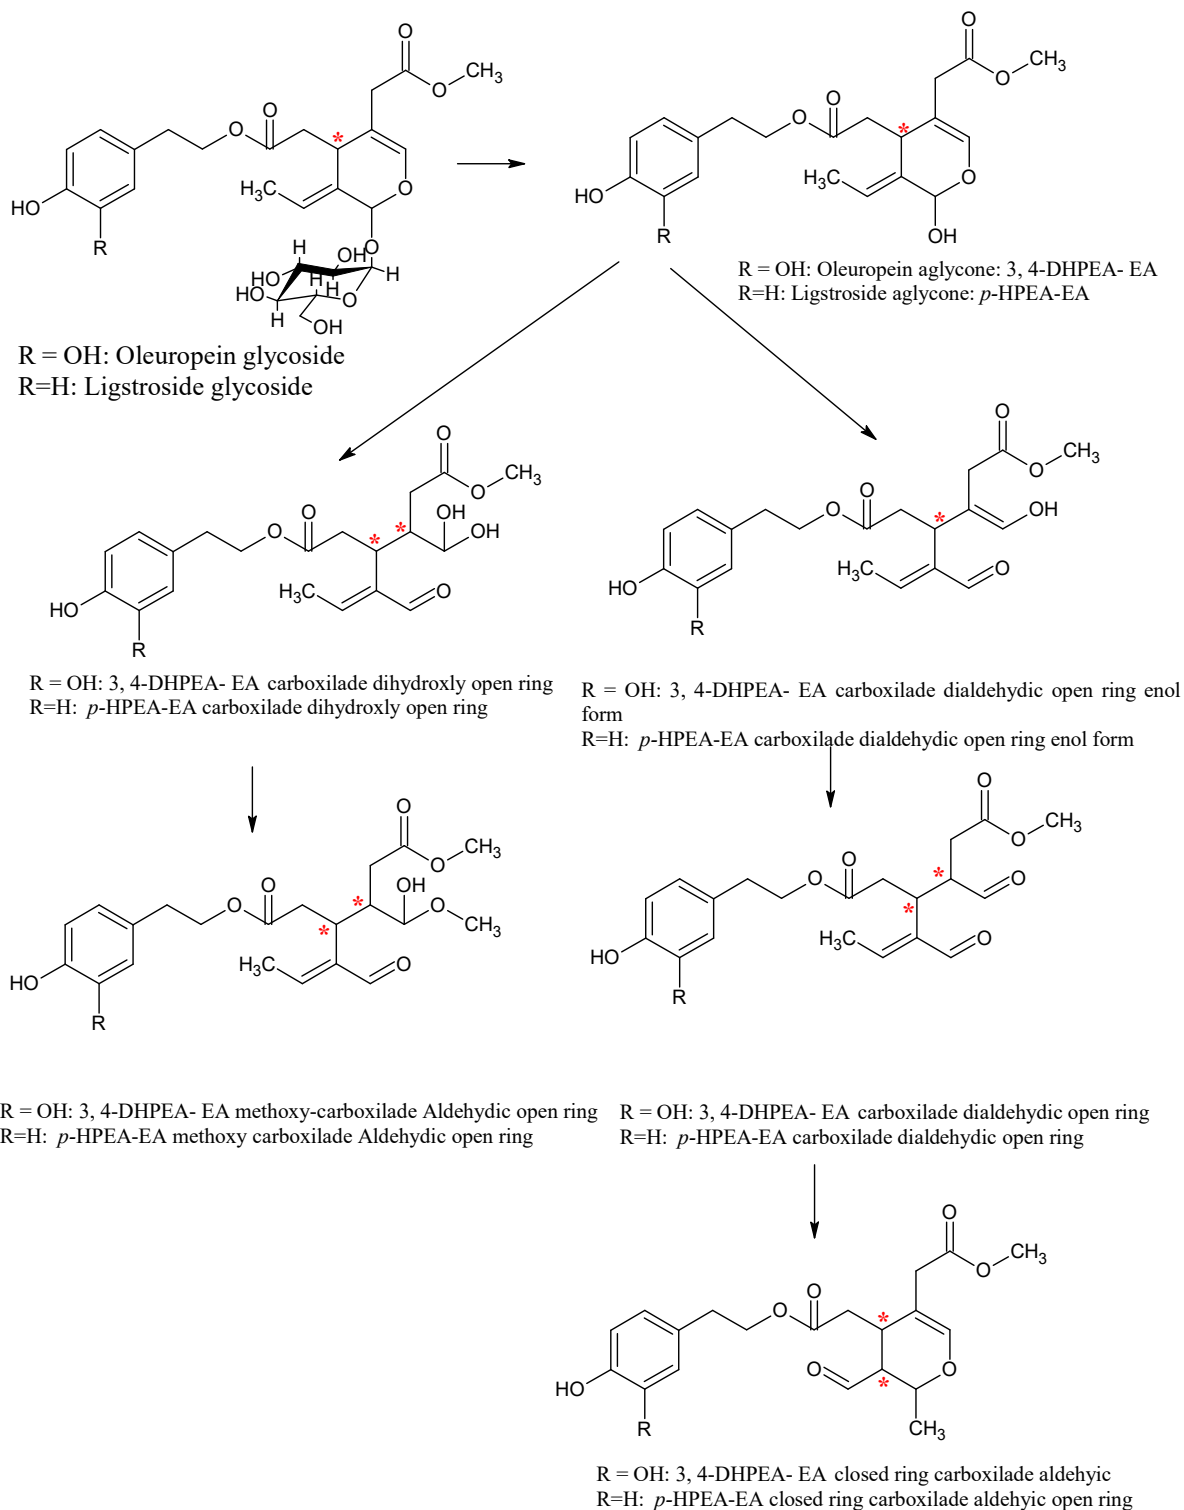 O
CH3
O
O
O
*
H3C
O
HO
R
O
H
OH
H
HO
H
H
HO
O
H
OH
R = OH: Oleuropein glycoside
R=H: Ligstroside glycoside
O
CH3
O
O
O
*
H3C
O
HO
R
OH
R = OH: Oleuropein aglycone: 3, 4-DHPEA- EA
R=H: Ligstroside aglycone: p-HPEA-EA
O
CH3
O
O
OH
OH
O
*
*
H3C
O
HO
R
R = OH: 3, 4-DHPEA- EA carboxilade dihydroxly open ring
R=H: p-HPEA-EA carboxilade dihydroxly open ring
O
CH3
O
O
O
OH
*
H3C
O
HO
R
R = OH: 3, 4-DHPEA- EA carboxilade dialdehydic open ring enol
form
R=H: p-HPEA-EA carboxilade dialdehydic open ring enol form
O
CH3
O
O
OH
O
*
O
CH3
*
H3C
O
HO
R
R = OH: 3, 4-DHPEA- EA methoxy-carboxilade Aldehydic open ring
R=H: p-HPEA-EA methoxy carboxilade Aldehydic open ring
O
CH3
O
O
O
*
O
*
H3C
O
HO
R
R = OH: 3, 4-DHPEA- EA carboxilade dialdehydic open ring
R=H: p-HPEA-EA carboxilade dialdehydic open ring
O
CH3
O
O
O
*
O
O
*
HO
R
CH3
R = OH: 3, 4-DHPEA- EA closed ring carboxilade aldehyic
R=H: p-HPEA-EA closed ring carboxilade aldehyic open ring